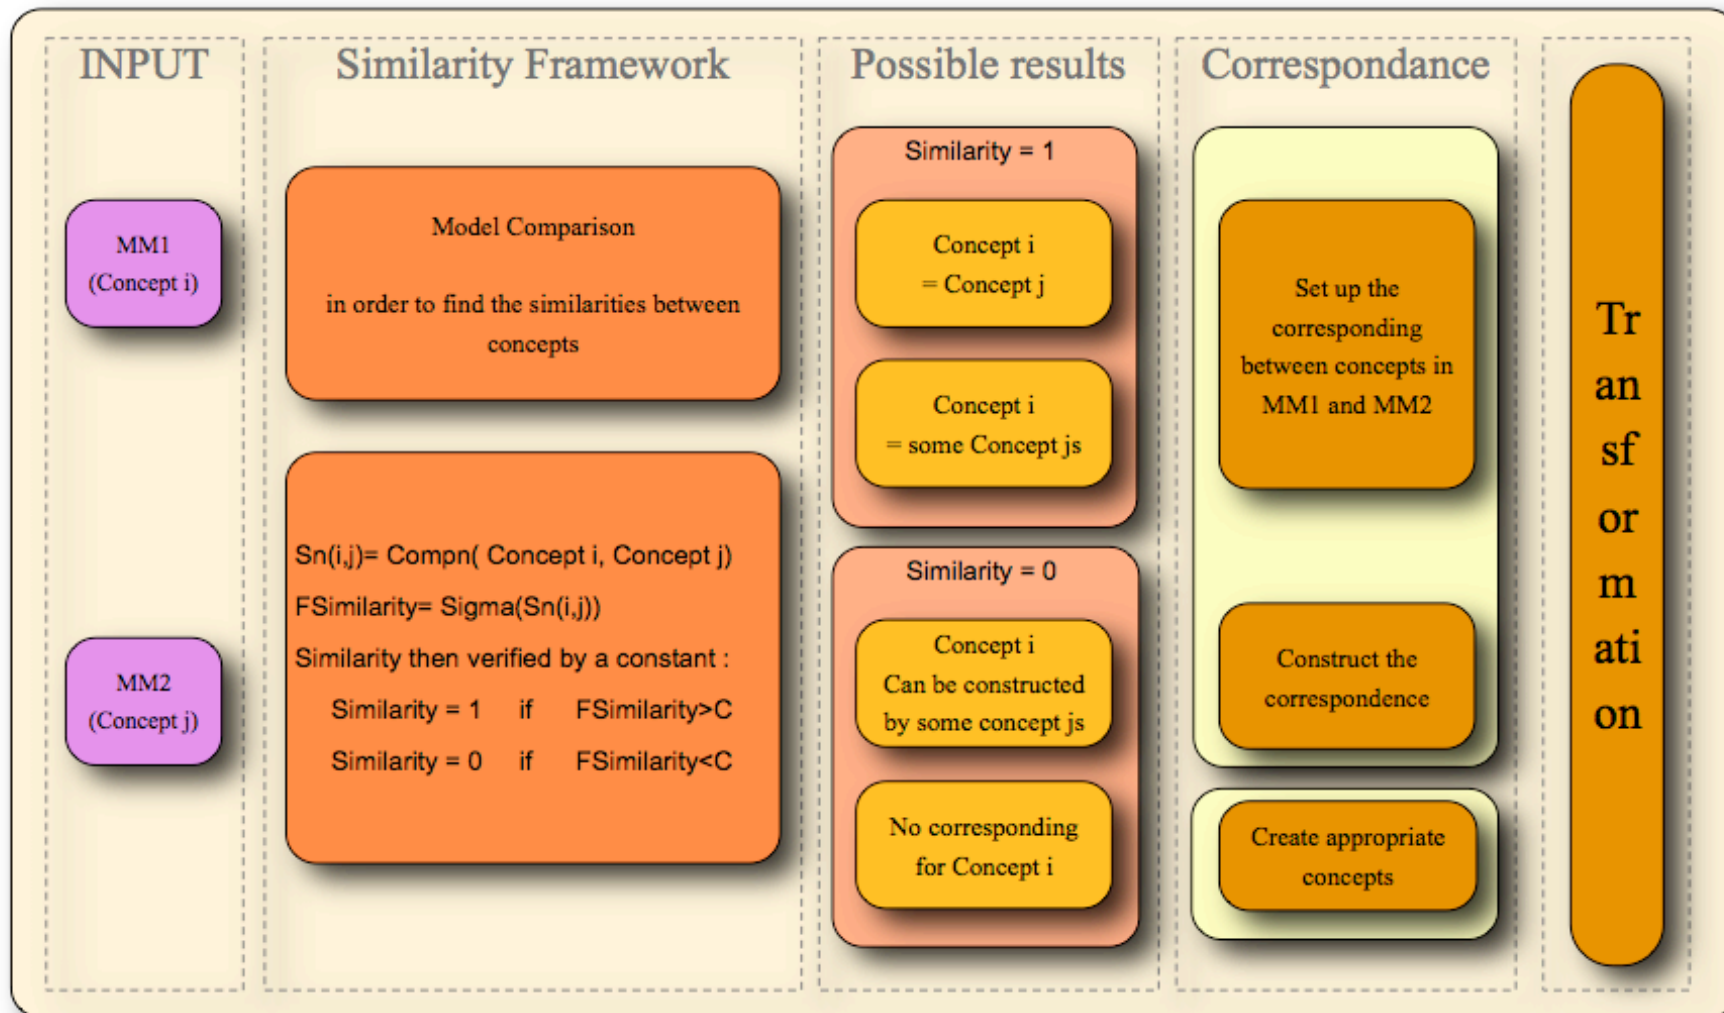 INPUT
MM1
(Concept i)
MM2
(Concept j)
Similarity Framework
Model Comparison
in order to find the similarities between
concepts
Sn(i,j)= Compn( Concept i, Concept j)
FSimilarity= Sigma(Sn(i,j))
Similarity then verified by a constant :
Similarity = 1 if FSimilarity>C
Similarity = 0 if FSimilarity<C
Possible results
Similarity = 1
Concept i
= Concept j
Concept i
= some Concept js
Similarity = 0
Concept i
Can be constructed
by some concept js
No corresponding
for Concept i
Correspondance
Set up the
corresponding
between concepts in
MM1 and MM2
Construct the
correspondence
Create appropriate
concepts
Tr
an
sf
or
m
ati
on